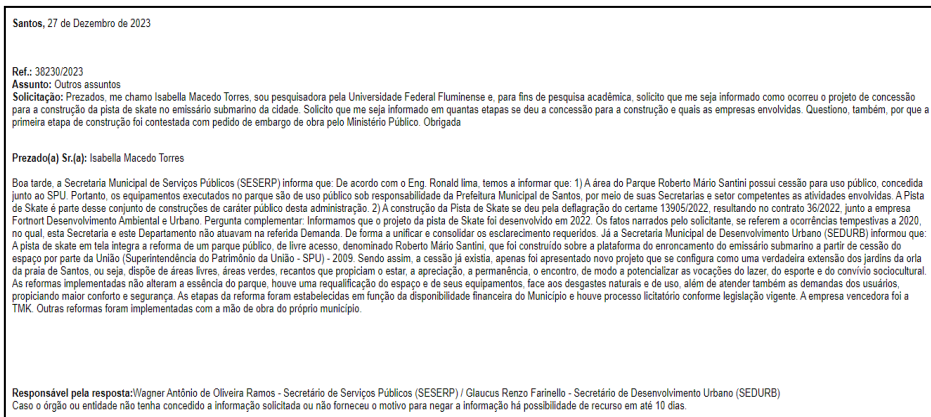 Santos, 27 de Dezembro de 2023
Ref.: 38230/2023
Assunto: Outros assuntos
Solicitação: Prezados, me chamo Isabella Macedo Torres, sou pesquisadora pela Universidade Federal Fluminense e, para fins de pesquisa acadêmica, solicito que me seja informado como ocorreu o projeto de concessão
para a construção da pista de skate no emissário submarino da cidade. Solicito que me seja informado em quantas etapas se deu a concessão para a construção e quais as empresas envolvidas. Questiono, também, por que a
primeira etapa de construção foi contestada com pedido de embargo de obra pelo Ministério Público. Obrigada
Prezado(a) Sr.(a): Isabella Macedo Torres
Boa tarde, a Secretaria Municipal de Serviços Públicos (SESERP) informa que: De acordo com o Eng. Ronald lima, temos a informar que: 1) A área do Parque Roberto Mário Santini possui cessão para uso público, concedida
junto ao SPU. Portanto, os equipamentos executados no parque são de uso público sob responsabilidade da Prefeitura Municipal de Santos, por meio de suas Secretarias e setor competentes as atividades envolvidas. A Pista
de Skate é parte desse conjunto de construções de caráter público desta administração. 2) A construção da Pista de Skate se deu pela deflagração do certame 13905/2022, resultando no contrato 36/2022, junto a empresa
Fortnort Desenvolvimento Ambiental e Urbano. Pergunta complementar: Informamos que o projeto da pista de Skate foi desenvolvido em 2022. Os fatos narrados pelo solicitante, se referem a ocorrências tempestivas a 2020,
no qual, esta Secretaria e este Departamento não atuavam na referida Demanda. De forma a unificar e consolidar os esclarecimento requeridos. Já a Secretaria Municipal de Desenvolvimento Urbano (SEDURB) informou que:
A pista de skate em tela integra a reforma de um parque público, de livre acesso, denominado Roberto Mário Santini, que foi construído sobre a plataforma do enroncamento do emissário submarino a partir de cessão do
espaço por parte da União (Superintendência do Patrimônio da União - SPU) - 2009. Sendo assim, a cessão já existia, apenas foi apresentado novo projeto que se configura como uma verdadeira extensão dos jardins da orla
da praia de Santos, ou seja, dispõe de áreas livres, áreas verdes, recantos que propiciam o estar, a apreciação, a permanência, o encontro, de modo a potencializar as vocações do lazer, do esporte e do convívio sociocultural.
As reformas implementadas não alteram a essência do parque, houve uma requalificação do espaço e de seus equipamentos, face aos desgastes naturais e de uso, além de atender também as demandas dos usuários,
propiciando maior conforto e segurança. As etapas da reforma foram estabelecidas em função da disponibilidade financeira do Município e houve processo licitatório conforme legislação vigente. A empresa vencedora foi a
TMK. Outras reformas foram implementadas com a mão de obra do próprio município.
Responsável pela resposta:Wagner Antônio de Oliveira Ramos - Secretário de Serviços Públicos (SESERP) / Glaucus Renzo Farinello - Secretário de Desenvolvimento Urbano (SEDURB)
Caso o órgão ou entidade não tenha concedido a informação solicitada ou não forneceu o motivo para negar a informação há possibilidade de recurso em até 10 dias.